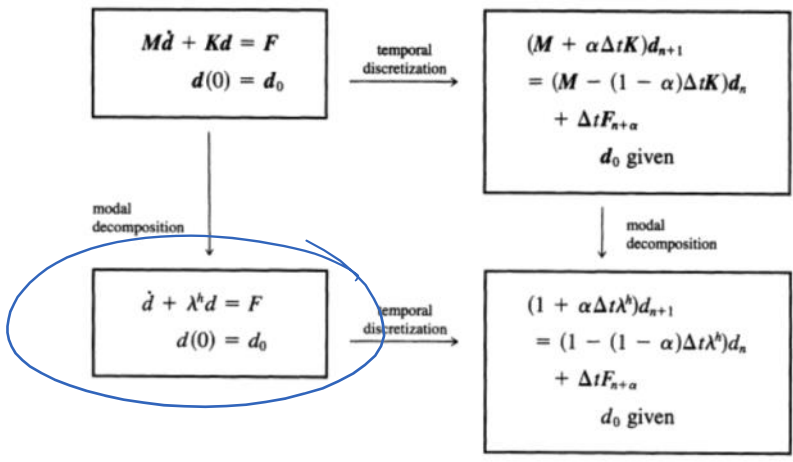 Mḋ + Kd = F
d(0) = d₀
temporal
discretization
(M + αΔtK)dₙ₊₁
= (M − (1 − α)ΔtK)dₙ
+ ΔtFₙ₊α
d₀ given
modal
decomposition
modal
decomposition
ḋ + λʰd = F
d(0) = d₀
temporal
discretization
(1 + αΔtλʰ)dₙ₊₁
= (1 − (1 − α)Δtλʰ)dₙ
+ ΔtFₙ₊α
d₀ given